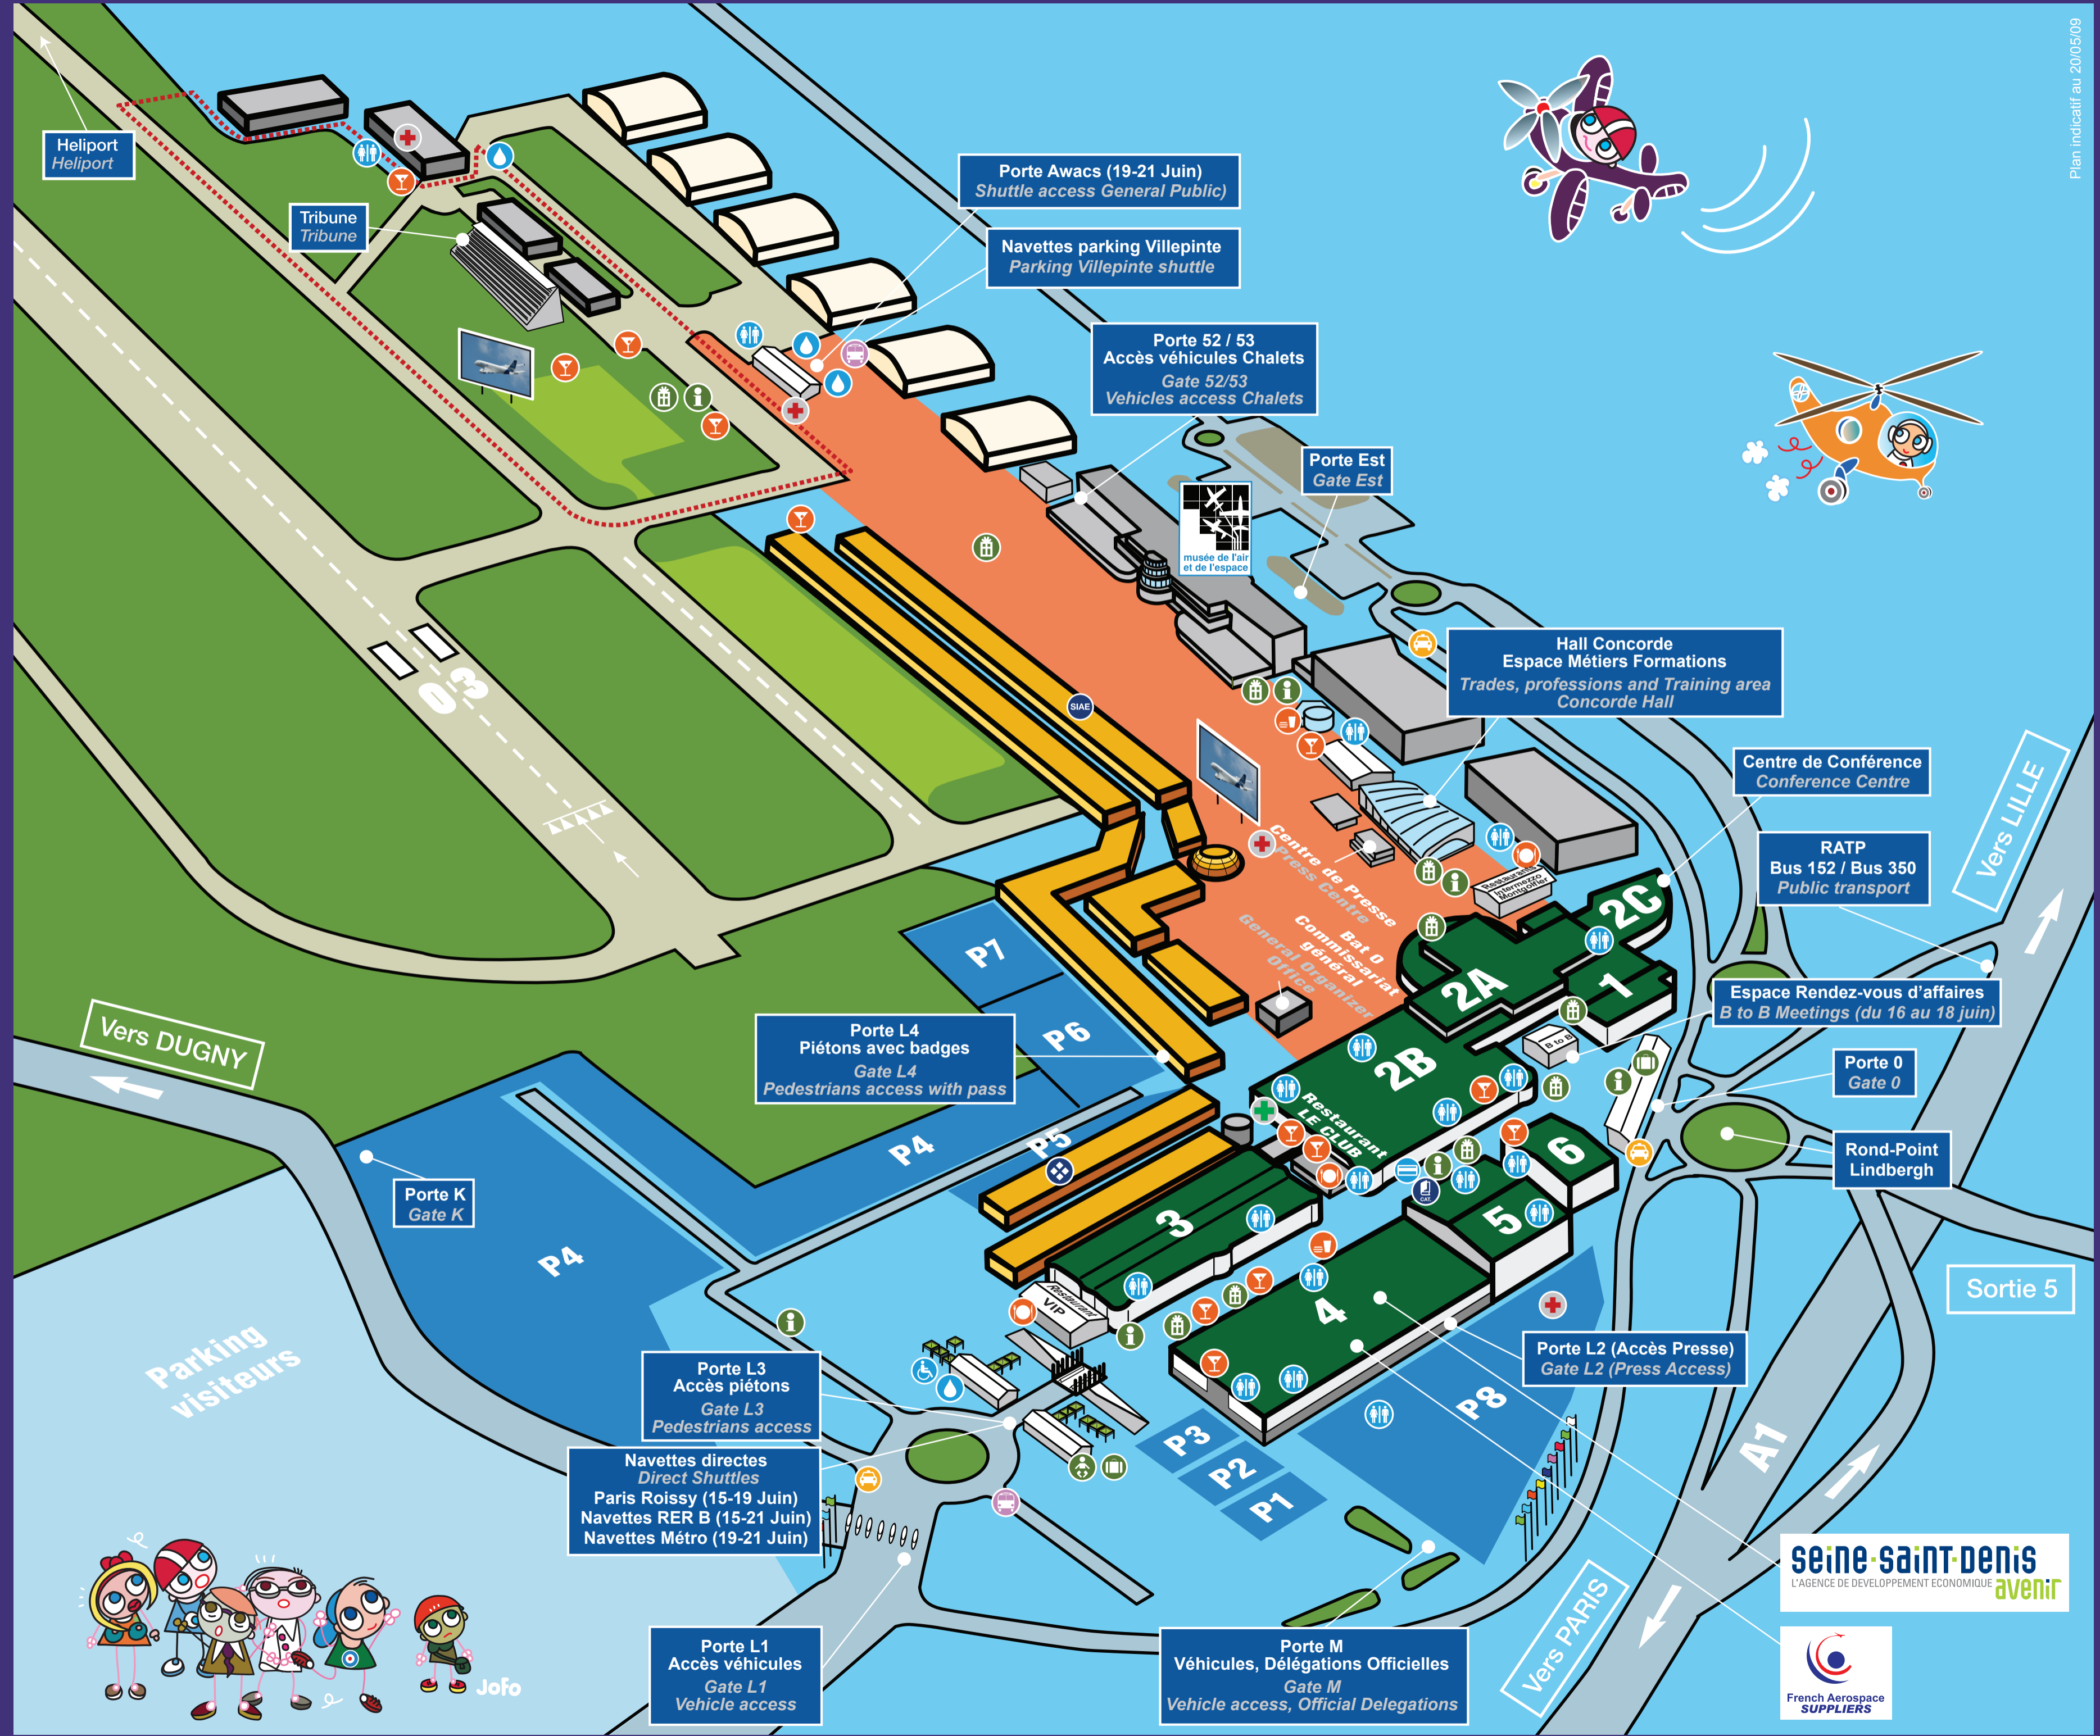 Plan indicatif au 20/05/09
Heliport
Heliport
Tribune
Tribune
Porte Awacs (19-21 Juin)
Shuttle access General Public)
Navettes parking Villepinte
Parking Villepinte shuttle
Porte 52 / 53
Accès véhicules Chalets
Gate 52/53
Vehicles access Chalets
Porte Est
Gate Est
musée de l'air
et de l'espace
Hall Concorde
Espace Métiers Formations
Trades, professions and Training area
Concorde Hall
03
SIAE
Centre de Conférence
Conference Centre
Vers LILLE
RATP
Bus 152 / Bus 350
Public transport
Centre de Presse
Press Centre
Restaurants
Intermezzo
Montgolfier
Bat 0
Commissariat
général
General Organizer
Office
2C
2A
1
2B
P7
P6
Espace Rendez-vous d'affaires
B to B Meetings (du 16 au 18 juin)
B to B
Vers DUGNY
Porte L4
Piétons avec badges
Gate L4
Pedestrians access with pass
Porte 0
Gate 0
Restaurant
LE CLUB
P5
P4
Rond-Point
Lindbergh
6
CAT.
Porte K
Gate K
3
5
P4
Sortie 5
4
Restaurant
VIP
Parking
visiteurs
Porte L2 (Accès Presse)
Gate L2 (Press Access)
Porte L3
Accès piétons
Gate L3
Pedestrians access
P8
P3
P2
P1
A1
Navettes directes
Direct Shuttles
Paris Roissy (15-19 Juin)
Navettes RER B (15-21 Juin)
Navettes Métro (19-21 Juin)
Seine-Saint-Denis
L'AGENCE DE DEVELOPPEMENT ECONOMIQUE
avenir
Vers PARIS
Porte L1
Accès véhicules
Gate L1
Vehicle access
Porte M
Véhicules, Délégations Officielles
Gate M
Vehicle access, Official Delegations
French Aerospace
SUPPLIERS
Jofo